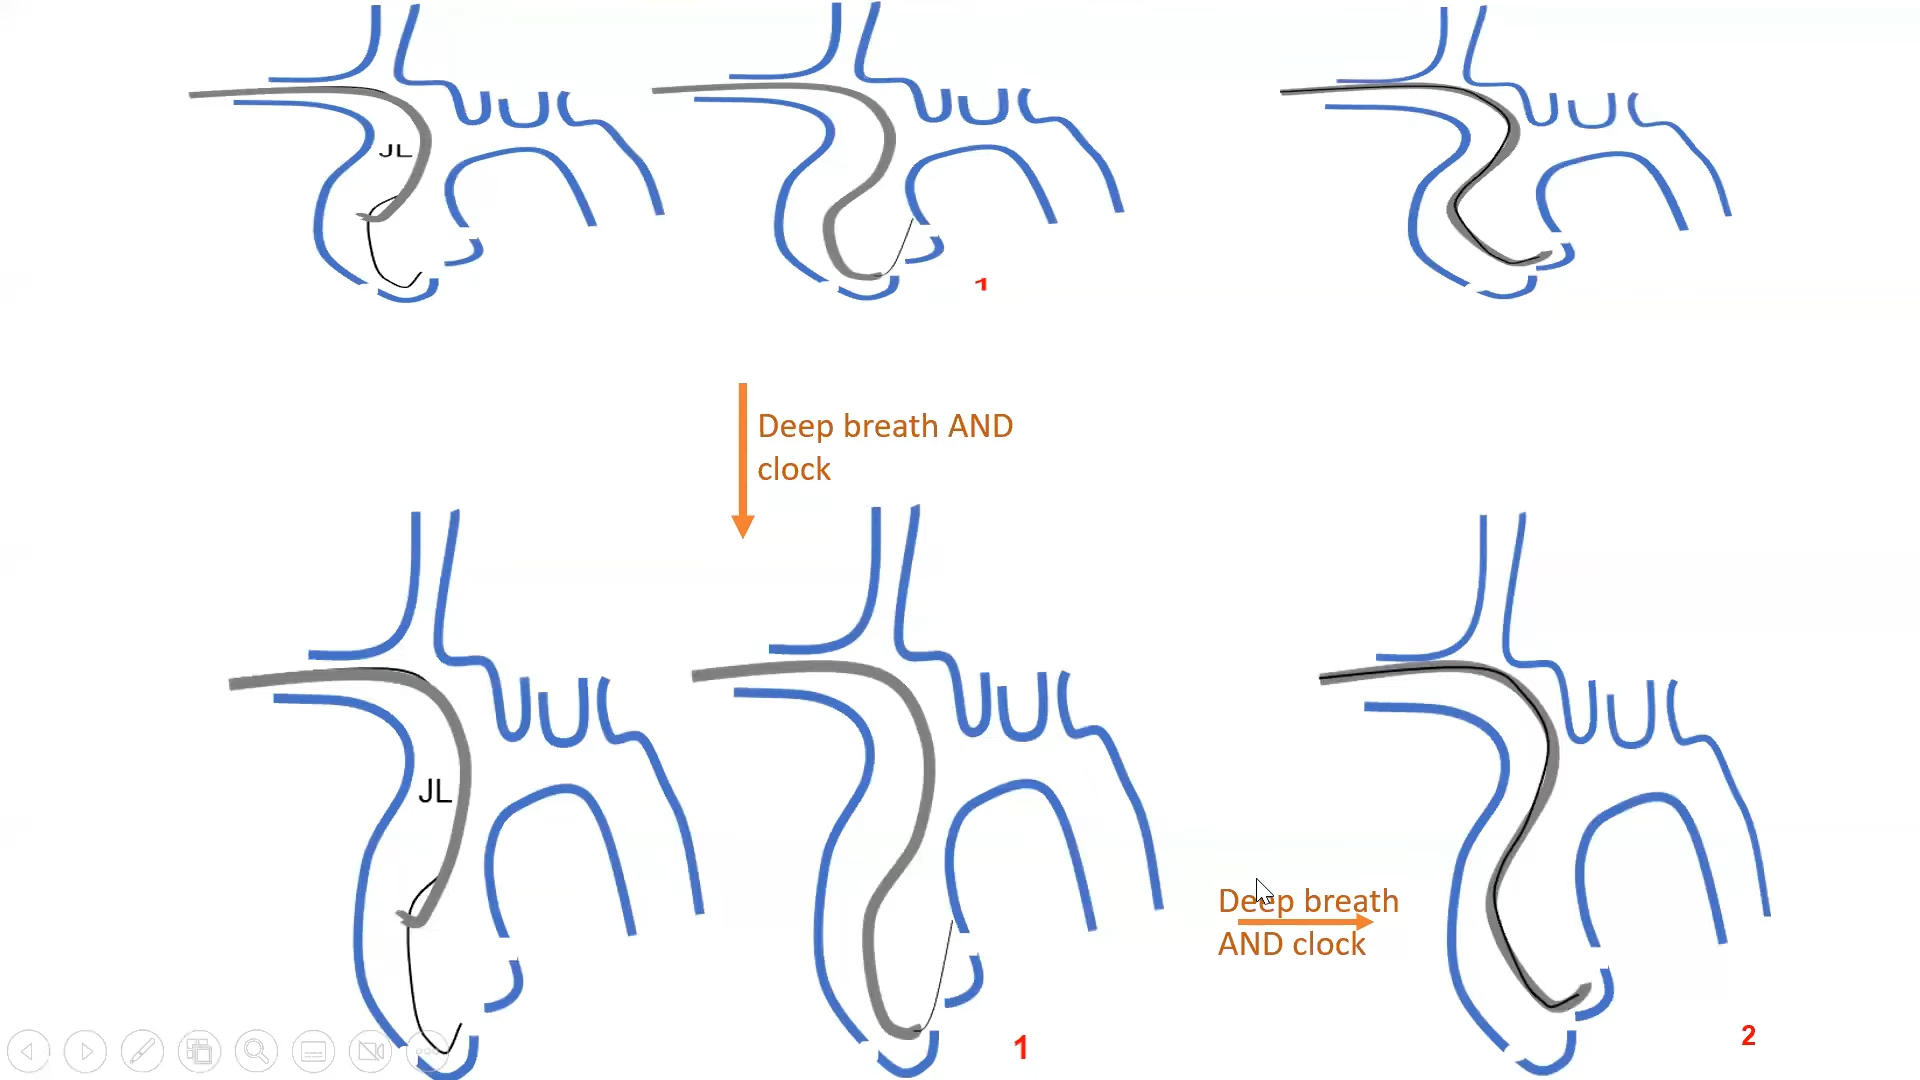 JL
1
Deep breath AND
clock
JL
1
Deep breath
AND clock
2